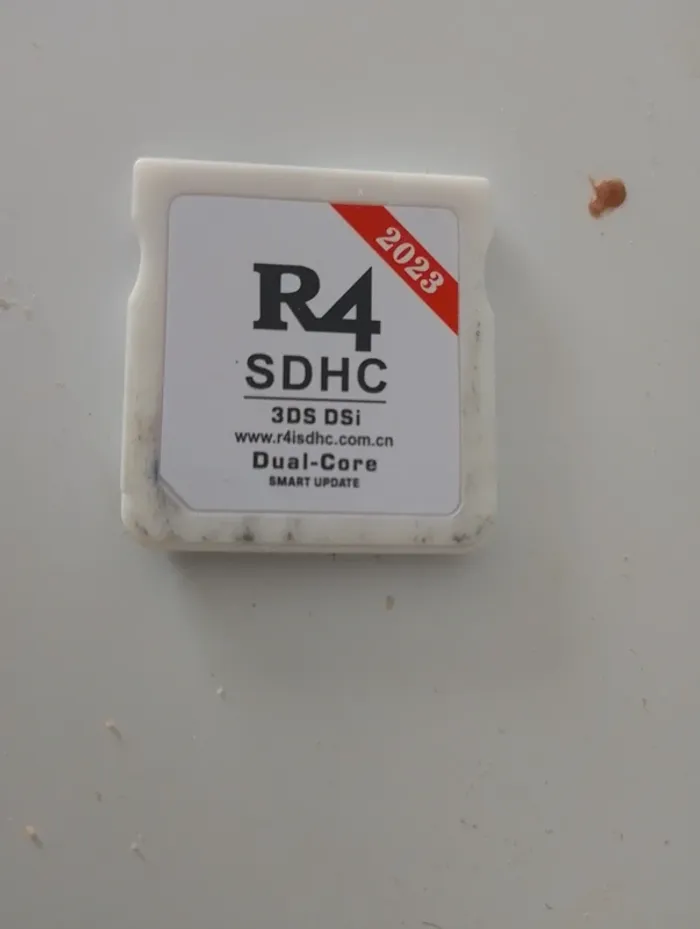 2023
R4
SDHC
3DS DSi
www.r4isdhc.com.cn
Dual-Core
SMART UPDATE